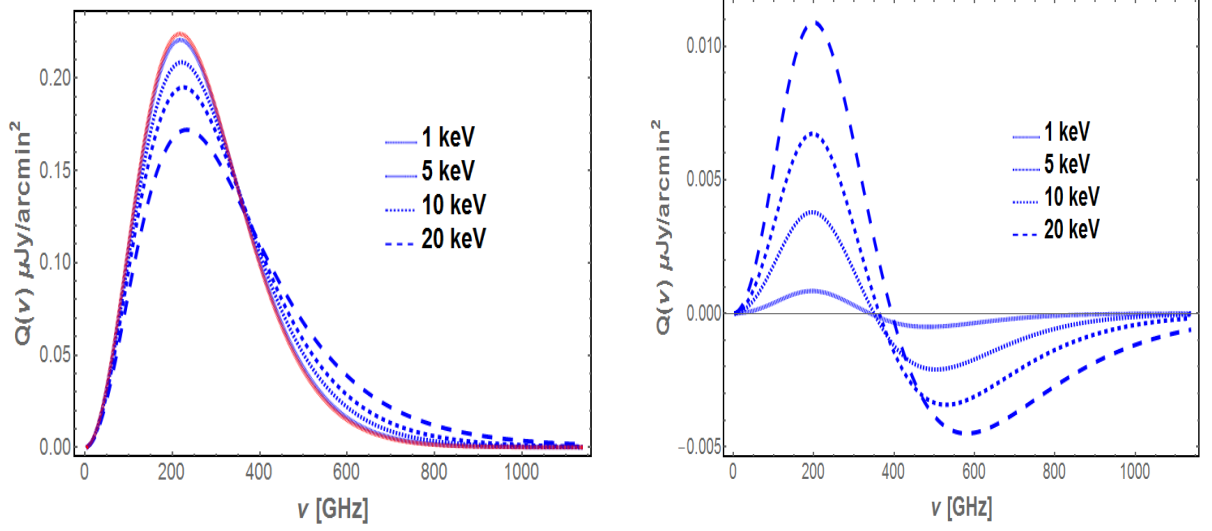 Q(ν) μJy/arcmin²
0.20
0.15
0.10
0.05
0.00
1 keV
5 keV
10 keV
20 keV
0 200 400 600 800 1000
ν [GHz]
Q(ν) μJy/arcmin²
0.010
0.005
0.000
-0.005
1 keV
5 keV
10 keV
20 keV
0 200 400 600 800 1000
ν [GHz]